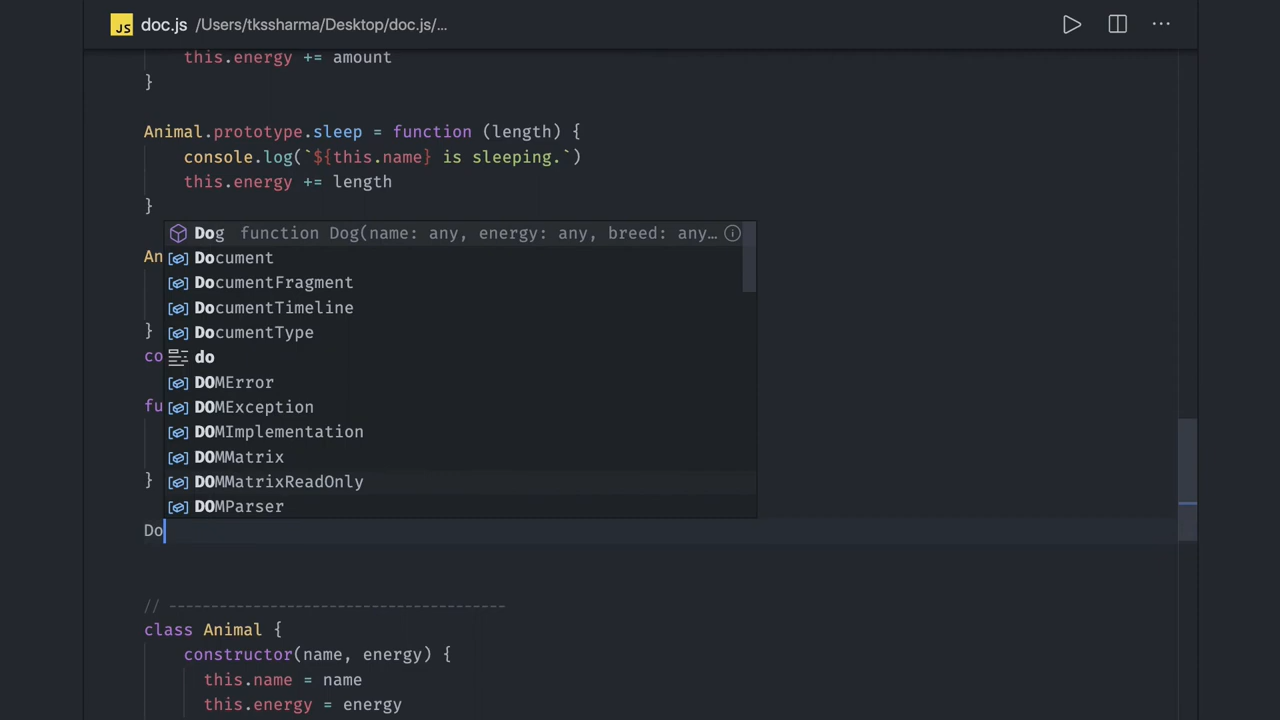 JS doc.js /Users/tkssharma/Desktop/doc.js/...
this.energy += amount
}
Animal.prototype.sleep = function (length) {
console.log(`${this.name} is sleeping.`)
this.energy += length
}
An
}
co
fu
}
Dog function Dog(name: any, energy: any, breed: any...
Document
DocumentFragment
DocumentTimeline
DocumentType
do
DOMError
DOMException
DOMImplementation
DOMMatrix
DOMMatrixReadOnly
DOMParser
Do
// ---------------------------------------
class Animal {
constructor(name, energy) {
this.name = name
this.energy = energy